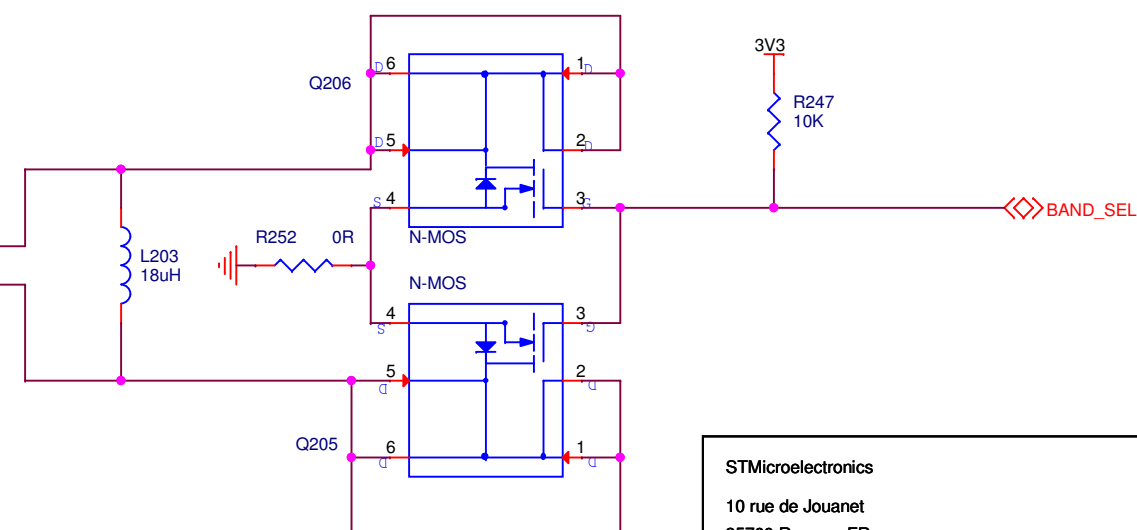 3V3
D 6
1 D
Q206
R247
10K
D 5
2 D
S 4
3 G
BAND_SEL
N-MOS
R252 0R
L203
18uH
N-MOS
4
S
3
G
5
D
2
D
Q205
6
D
1
D
STMicroelectronics
10 rue de Jouanet